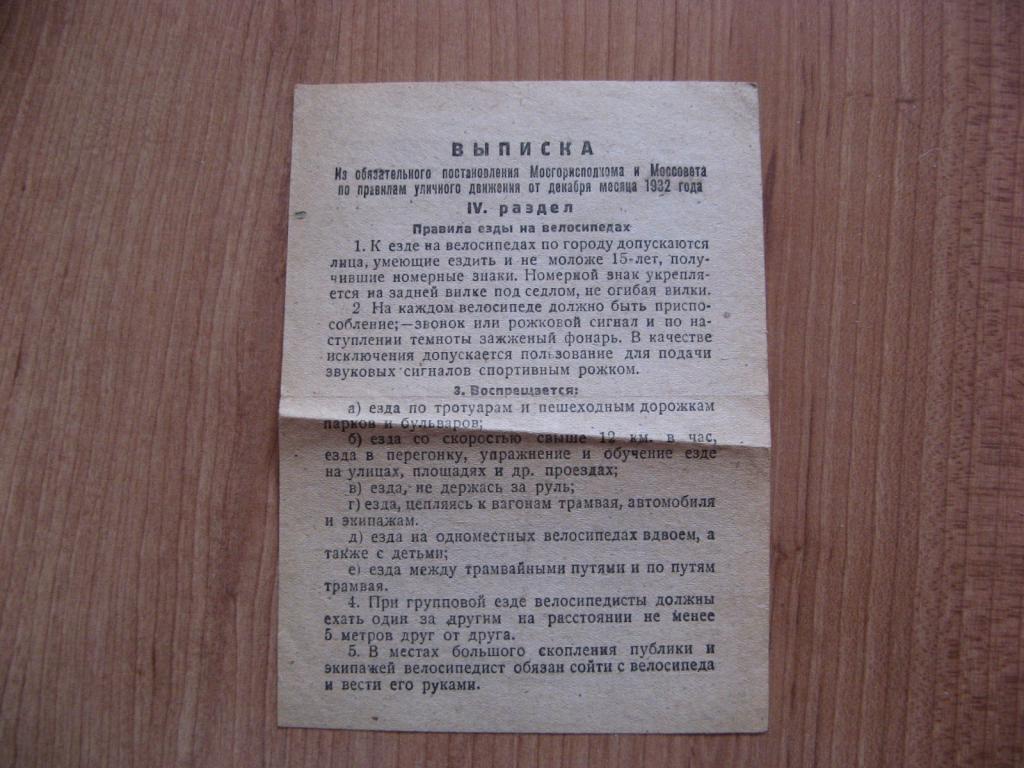 ВЫПИСКА
Из обязательного постановления Мосгорисподкома и Моссовета
по правилам уличного движения от декабря месяца 1932 года
IV. раздел
Правила езды на велосипедах
1. К езде на велосипедах по городу допускаются
лица, умеющие ездить и не моложе 15-лет, полу-
чившие номерные знаки. Номерной знак укрепля-
ется на задней вилке под седлом, не огибая вилки.
2 На каждом велосипеде должно быть приспо-
собление;—звонок или рожковой сигнал и по на-
ступлении темноты зажженый фонарь. В качестве
исключения допускается пользование для подачи
звуковых сигналов спортивным рожком.
3. Воспрещается:
а) езда по тротуарам и пешеходным дорожкам
парков и бульваров;
б) езда со скоростью свыше 12 км. в час,
езда в перегонку, упражнение и обучение езде
на улицах, площадях и др. проездах;
в) езда, не держась за руль;
г) езда, цепляясь к вагонам трамвая, автомобиля
и экипажам.
д) езда на одноместных велосипедах вдвоем, а
также с детьми;
е) езда между трамвайными путями и по путям
трамвая.
4. При групповой езде велосипедисты должны
ехать один за другим на расстоянии не менее
5 метров друг от друга.
5. В местах большого скопления публики и
экипажей велосипедист обязан сойти с велосипеда
и вести его руками.